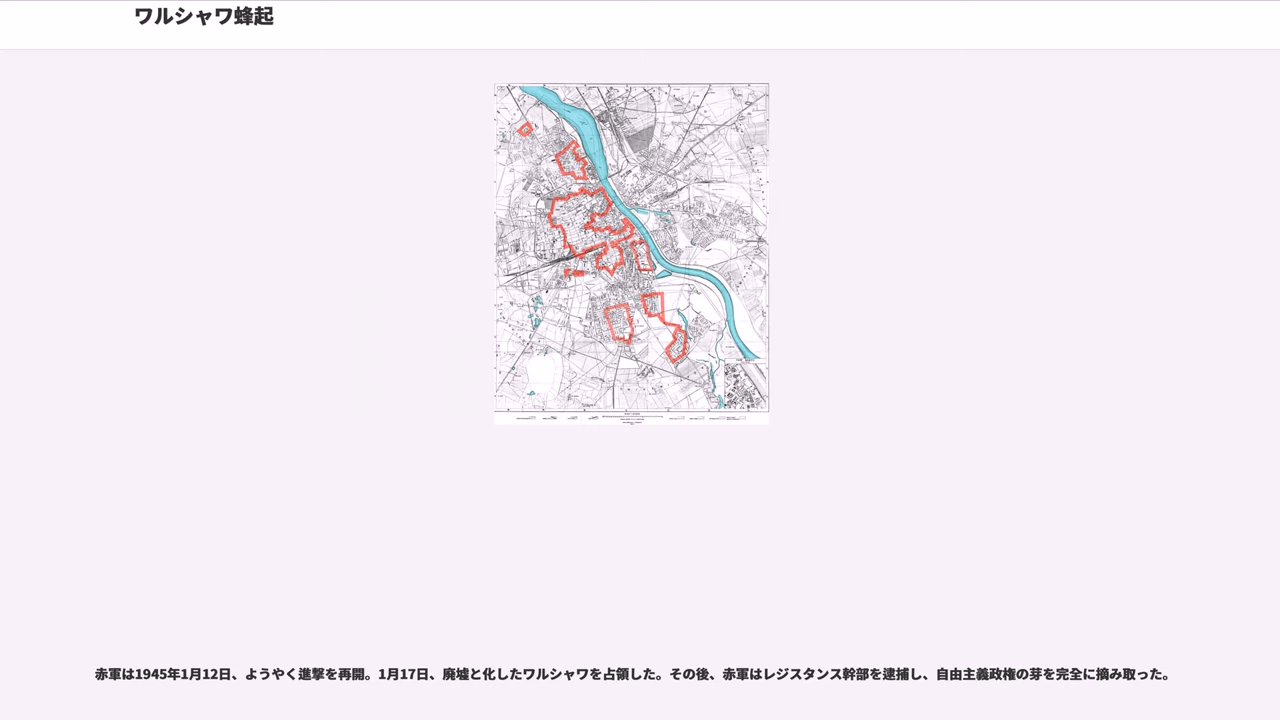 ワルシャワ蜂起
赤軍は1945年1月12日、ようやく進撃を再開。1月17日、廃墟と化したワルシャワを占領した。その後、赤軍はレジスタンス幹部を逮捕し、自由主義政権の芽を完全に摘み取った。